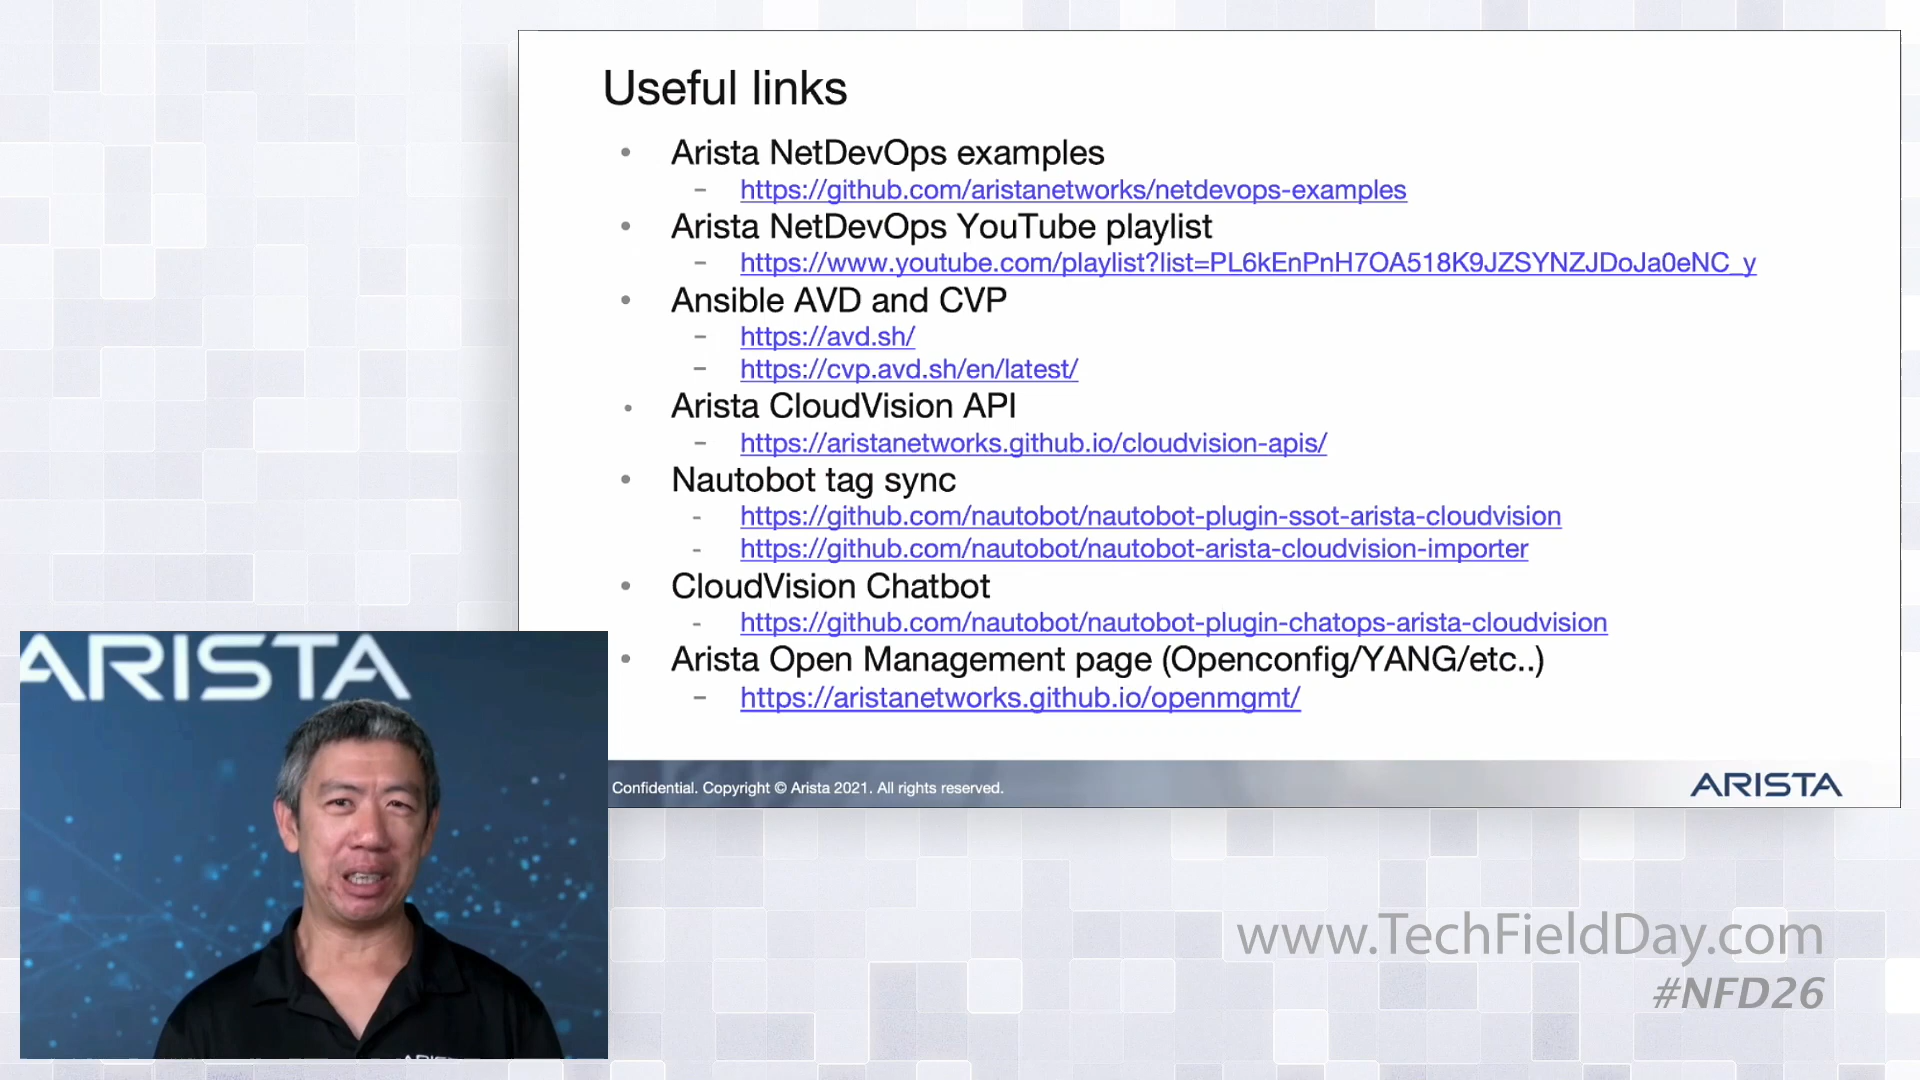 Useful links
• Arista NetDevOps examples
– https://github.com/aristanetworks/netdevops-examples
• Arista NetDevOps YouTube playlist
– https://www.youtube.com/playlist?list=PL6kEnPnH7OA518K9JZSYNZJDoJa0eNC_y
• Ansible AVD and CVP
– https://avd.sh/
– https://cvp.avd.sh/en/latest/
• Arista CloudVision API
– https://aristanetworks.github.io/cloudvision-apis/
• Nautobot tag sync
- https://github.com/nautobot/nautobot-plugin-ssot-arista-cloudvision
- https://github.com/nautobot/nautobot-arista-cloudvision-importer
• CloudVision Chatbot
- https://github.com/nautobot/nautobot-plugin-chatops-arista-cloudvision
• Arista Open Management page (Openconfig/YANG/etc..)
– https://aristanetworks.github.io/openmgmt/
Confidential. Copyright © Arista 2021. All rights reserved.
ARISTA
ARISTA
ARISTA
www.TechFieldDay.com
#NFD26